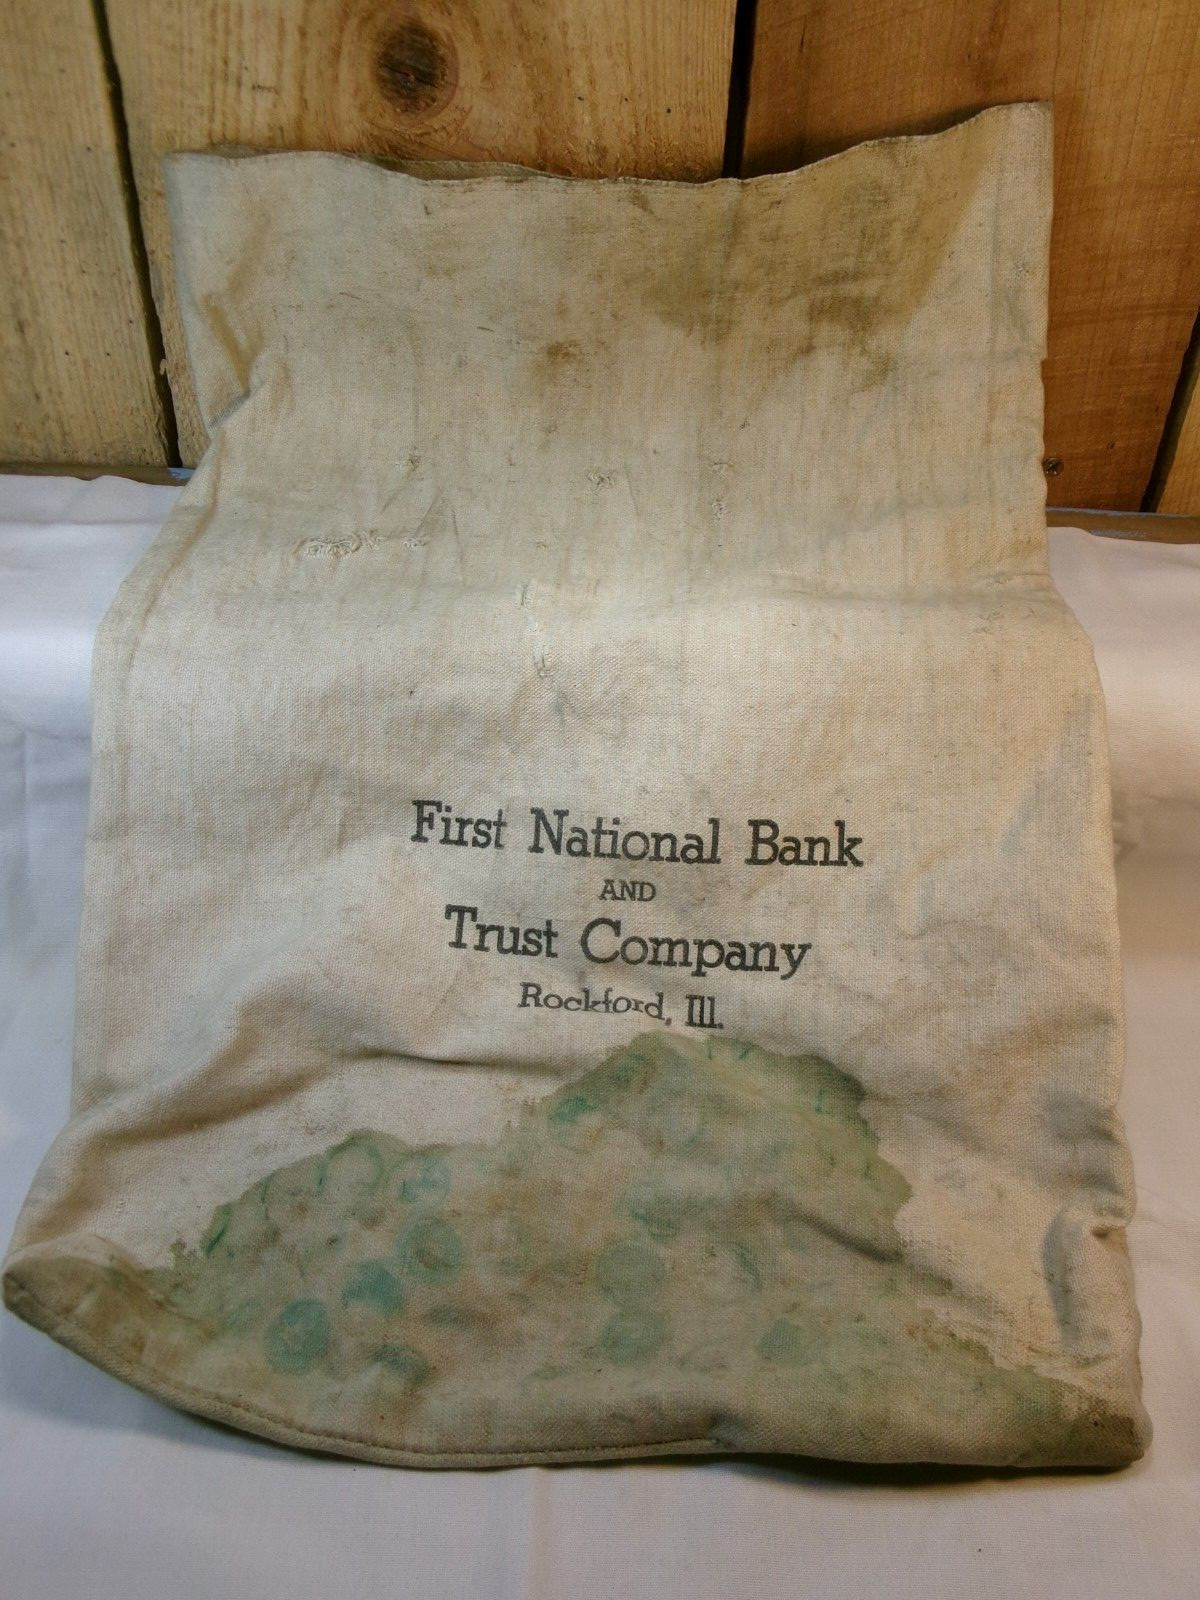 First National Bank
AND
Trust Company
Rockford, Ill.